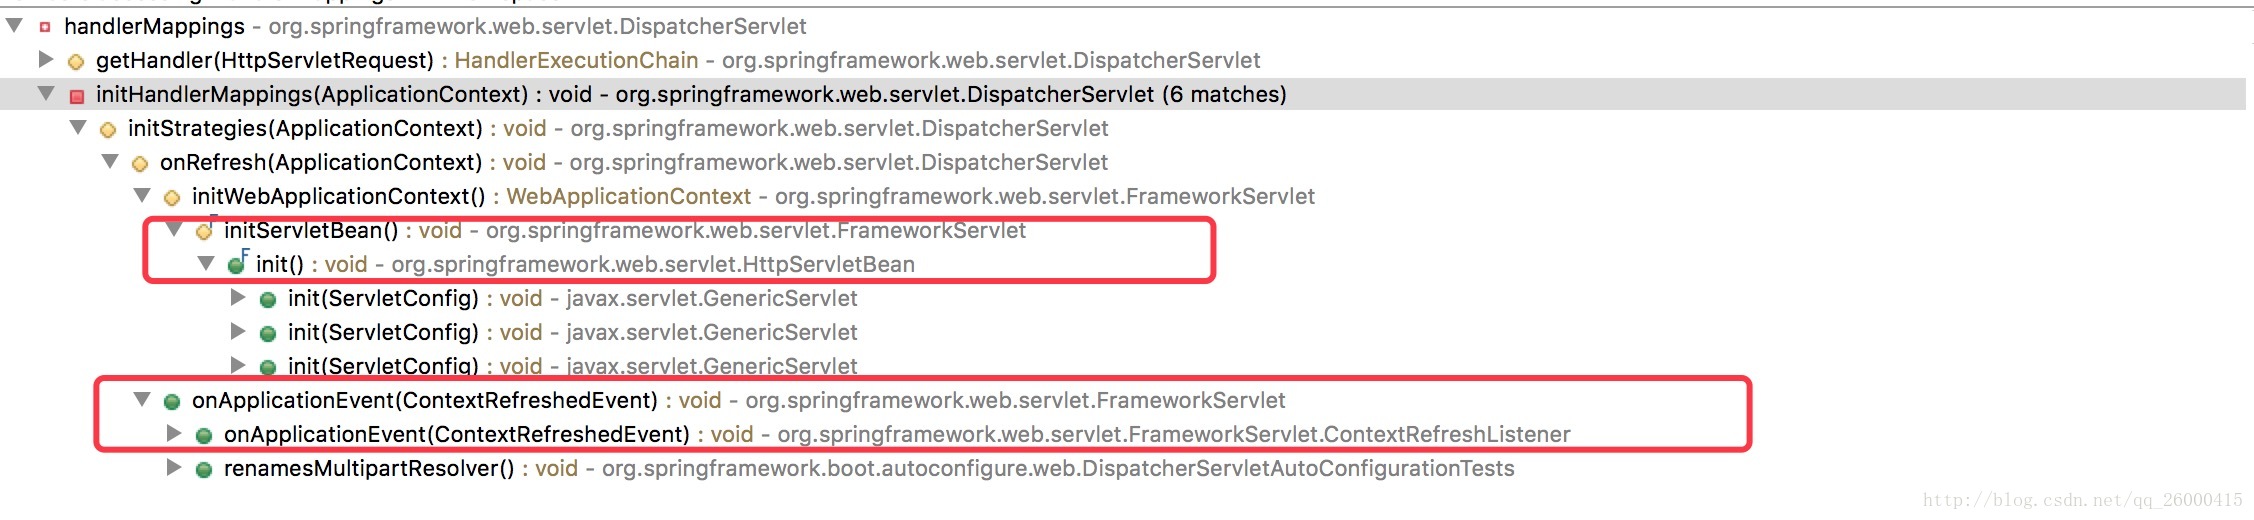 handlerMappings - org.springframework.web.servlet.DispatcherServlet
getHandler(HttpServletRequest) : HandlerExecutionChain - org.springframework.web.servlet.DispatcherServlet
initHandlerMappings(ApplicationContext) : void - org.springframework.web.servlet.DispatcherServlet (6 matches)
initStrategies(ApplicationContext) : void - org.springframework.web.servlet.DispatcherServlet
onRefresh(ApplicationContext) : void - org.springframework.web.servlet.DispatcherServlet
initWebApplicationContext() : WebApplicationContext - org.springframework.web.servlet.FrameworkServlet
initServletBean() : void - org.springframework.web.servlet.FrameworkServlet
init() : void - org.springframework.web.servlet.HttpServletBean
init(ServletConfig) : void - javax.servlet.GenericServlet
init(ServletConfig) : void - javax.servlet.GenericServlet
init(ServletConfig) : void - javax.servlet.GenericServlet
onApplicationEvent(ContextRefreshedEvent) : void - org.springframework.web.servlet.FrameworkServlet
onApplicationEvent(ContextRefreshedEvent) : void - org.springframework.web.servlet.FrameworkServlet.ContextRefreshListener
renamesMultipartResolver() : void - org.springframework.boot.autoconfigure.web.DispatcherServletAutoConfigurationTests
http://blog.csdn.net/qq_26000415